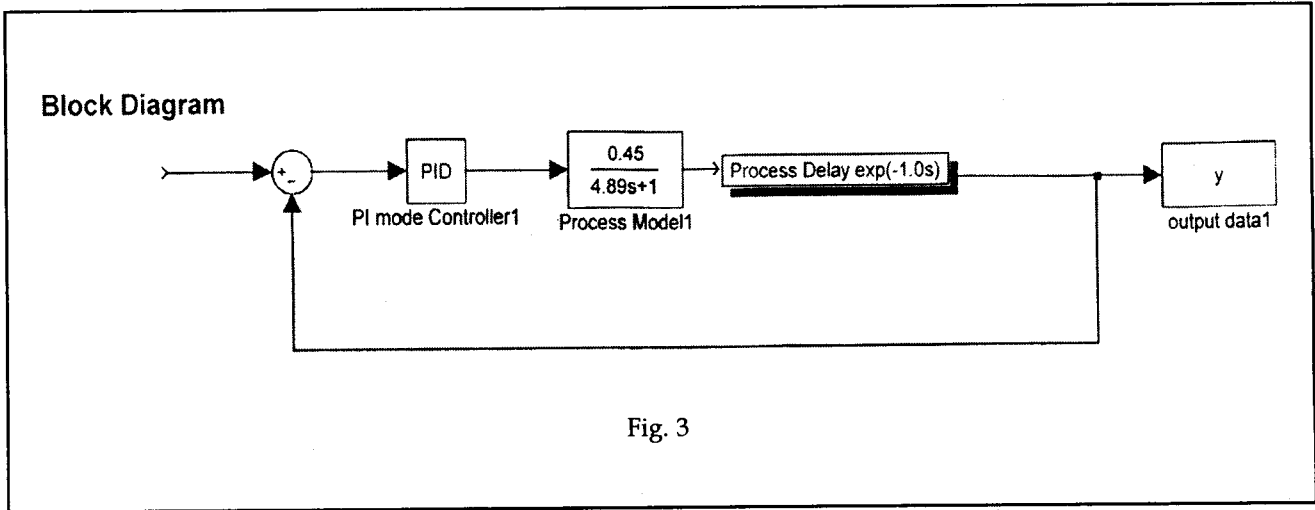 Block Diagram
+
-
PID
PI mode Controller1
0.45
4.89s+1
Process Model1
Process Delay exp(-1.0s)
y
output data1
Fig. 3